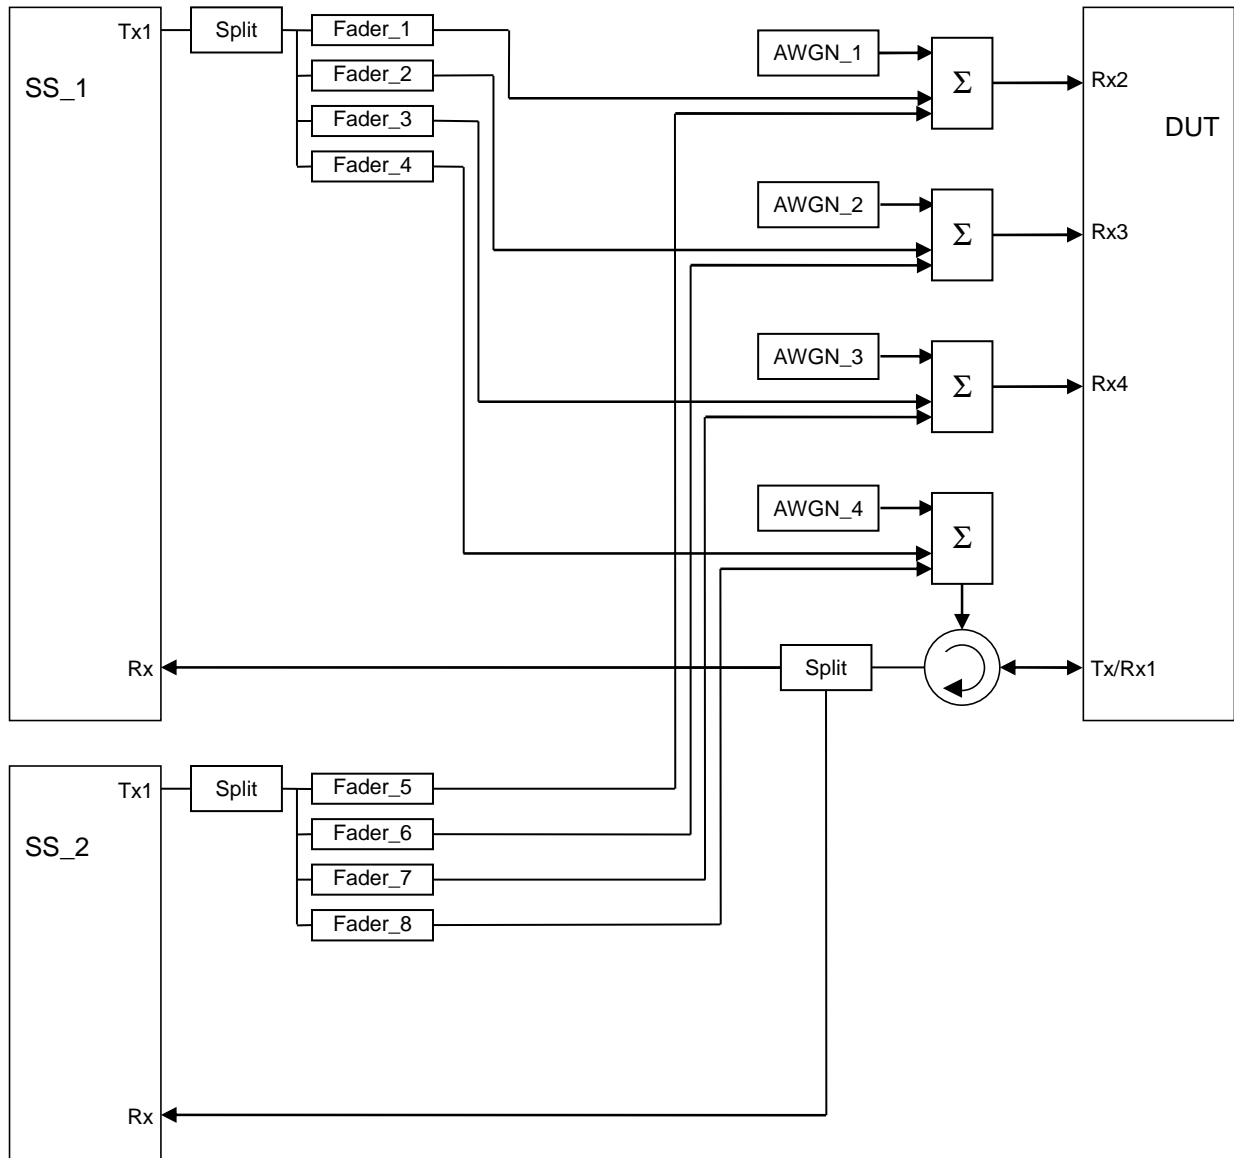 Tx1
Split
Fader_1
Fader_2
Fader_3
Fader_4
SS_1
Rx
AWGN_1
Σ
Rx2
DUT
AWGN_2
Σ
Rx3
AWGN_3
Σ
Rx4
AWGN_4
Σ
Split
Tx/Rx1
Tx1
Split
Fader_5
Fader_6
Fader_7
Fader_8
SS_2
Rx